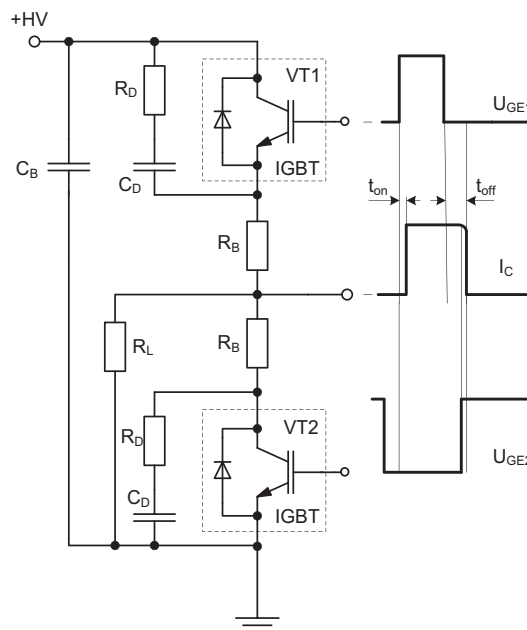 +HV
VT1
R_D
U_GE1
IGBT
C_B
C_D
t_on
t_off
R_B
I_C
R_L
R_B
R_D
VT2
U_GE2
C_D
IGBT